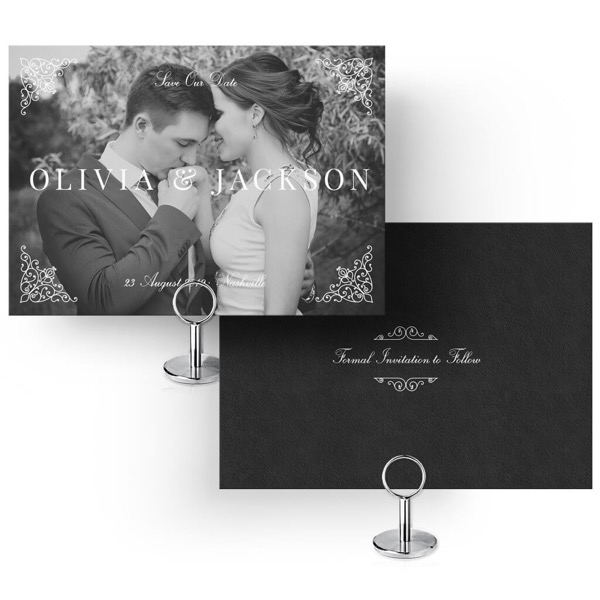 Save Our Date
OLIVIA & JACKSON
23 August Nashville
Formal Invitation to Follow